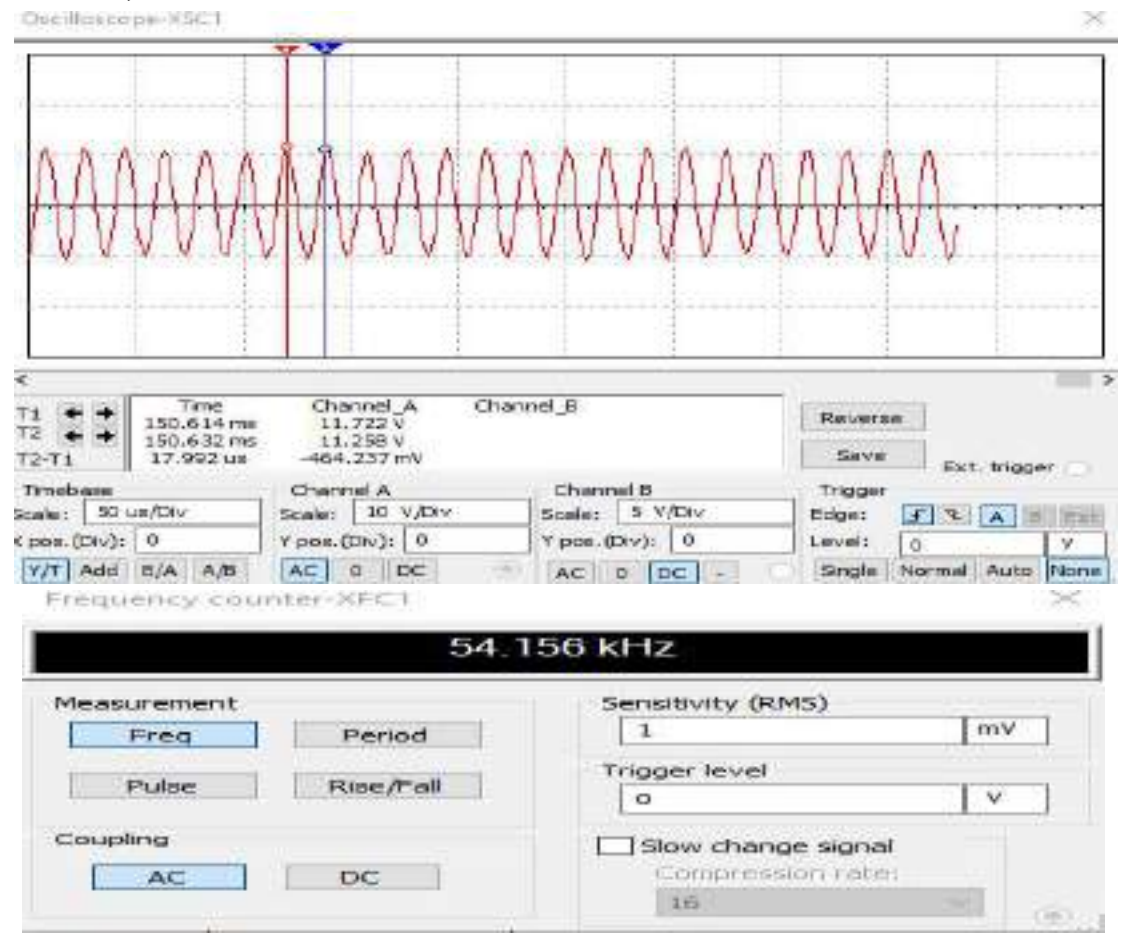 Oscilloscope-XSC1
T1
T2
T2-T1
Time Channel_A Channel_B
150.614 ms 11.722 V
150.632 ms 11.258 V
17.992 us -464.237 mV
Reverse
Save
Ext. trigger
Timebase Channel A Channel B Trigger
Scale: 50 us/Div Scale: 10 V/Div Scale: 5 V/Div Edge: A B Ext
X pos.(Div): 0 Y pos.(Div): 0 Y pos.(Div): 0 Level: 0 V
Y/T Add B/A A/B AC 0 DC AC 0 DC - Single Normal Auto None
Frequency counter-XFC1
54.156 kHz
Measurement Sensitivity (RMS)
Freq Period 1 mV
Trigger level
Pulse Rise/Fall 0 V
Coupling Slow change signal
AC DC Compression rate:
16